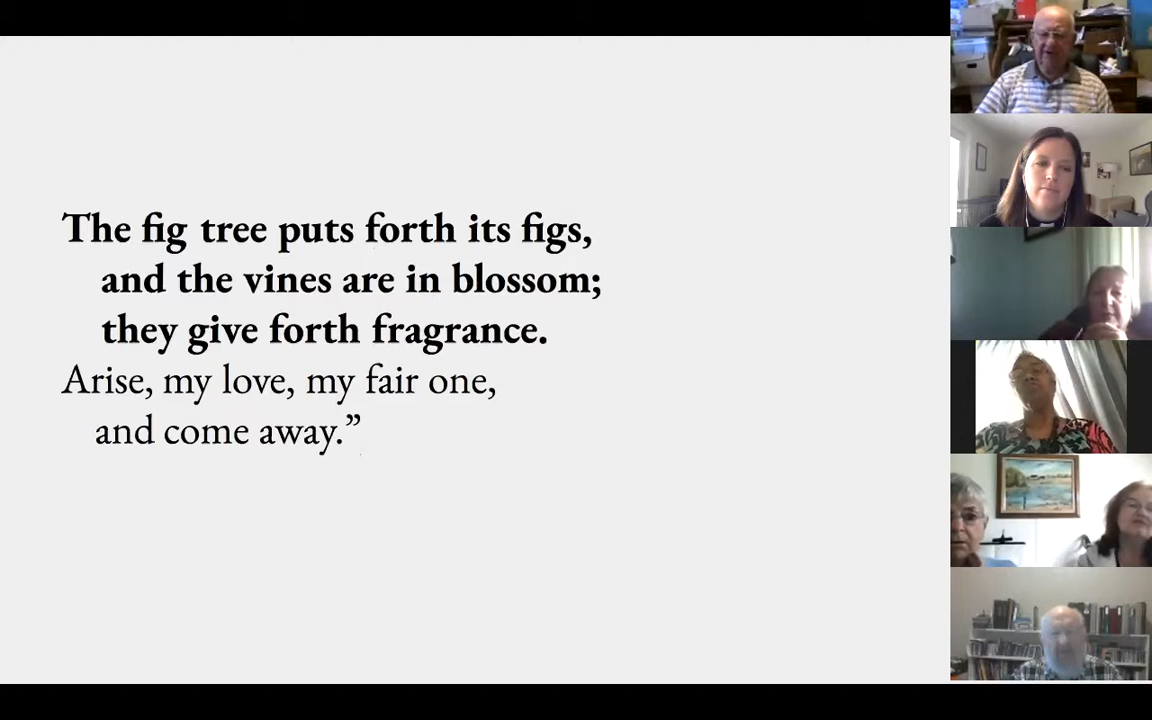 The fig tree puts forth its figs,
and the vines are in blossom;
they give forth fragrance.
Arise, my love, my fair one,
and come away.”